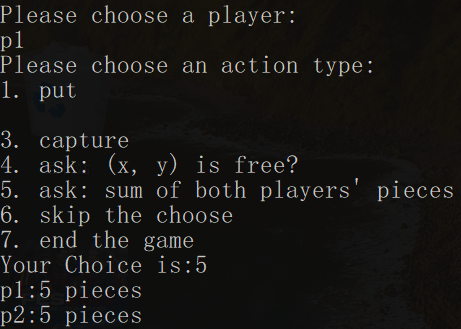 Please choose a player:
p1
Please choose an action type:
1. put
3. capture
4. ask: (x, y) is free?
5. ask: sum of both players' pieces
6. skip the choose
7. end the game
Your Choice is:5
p1:5 pieces
p2:5 pieces